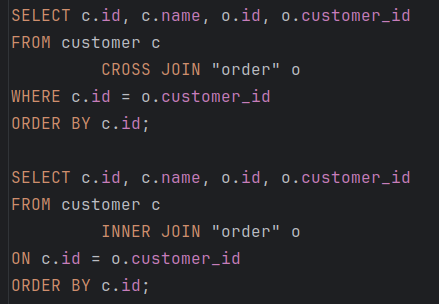 SELECT c.id, c.name, o.id, o.customer_id
FROM customer c
CROSS JOIN "order" o
WHERE c.id = o.customer_id
ORDER BY c.id;
SELECT c.id, c.name, o.id, o.customer_id
FROM customer c
INNER JOIN "order" o
ON c.id = o.customer_id
ORDER BY c.id;